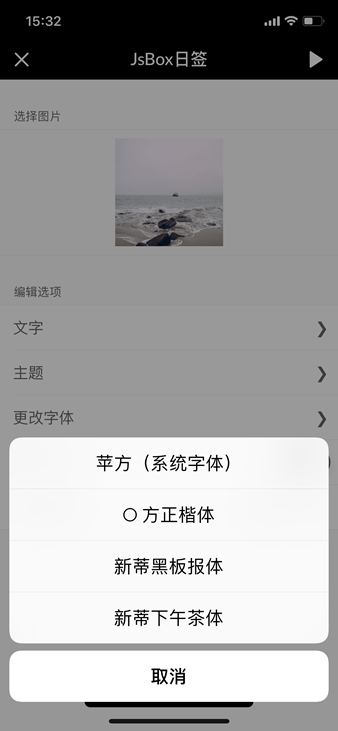 15:32
JsBox日签
选择图片
编辑选项
文字
主题
更改字体
苹方（系统字体）
〇 方正楷体
新蒂黑板报体
新蒂下午茶体
取消